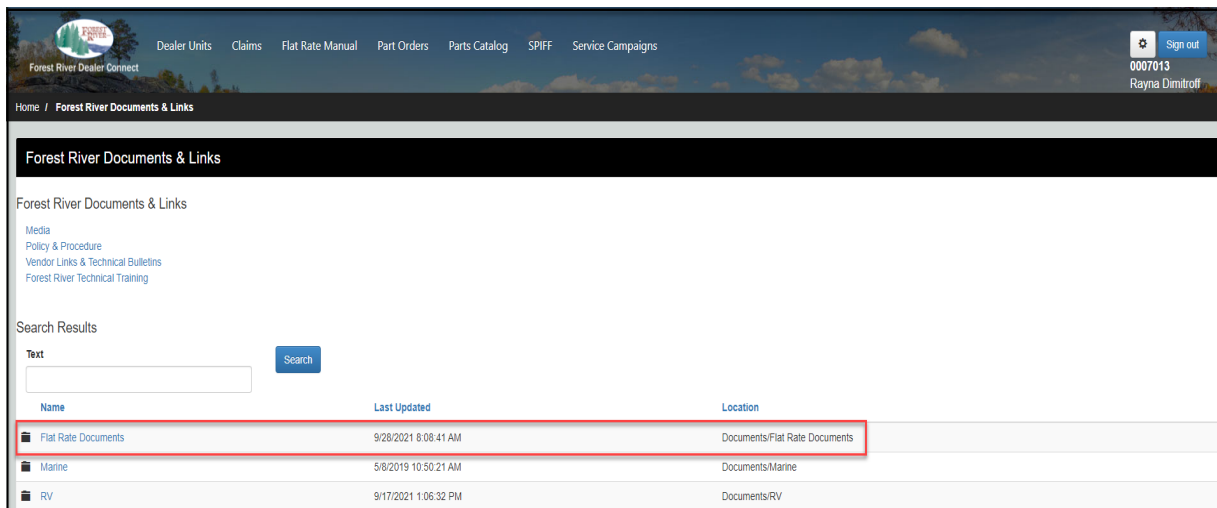 FOREST RIVER
Dealer Units Claims Flat Rate Manual Part Orders Parts Catalog SPIFF Service Campaigns
Sign out
Forest River Dealer Connect
0007013
Rayna Dimitroff
Home / Forest River Documents & Links
Forest River Documents & Links
Forest River Documents & Links
Media
Policy & Procedure
Vendor Links & Technical Bulletins
Forest River Technical Training
Search Results
Text
Search
Name Last Updated Location
Flat Rate Documents 9/28/2021 8:08:41 AM Documents/Flat Rate Documents
Marine 5/8/2019 10:50:21 AM Documents/Marine
RV 9/17/2021 1:06:32 PM Documents/RV